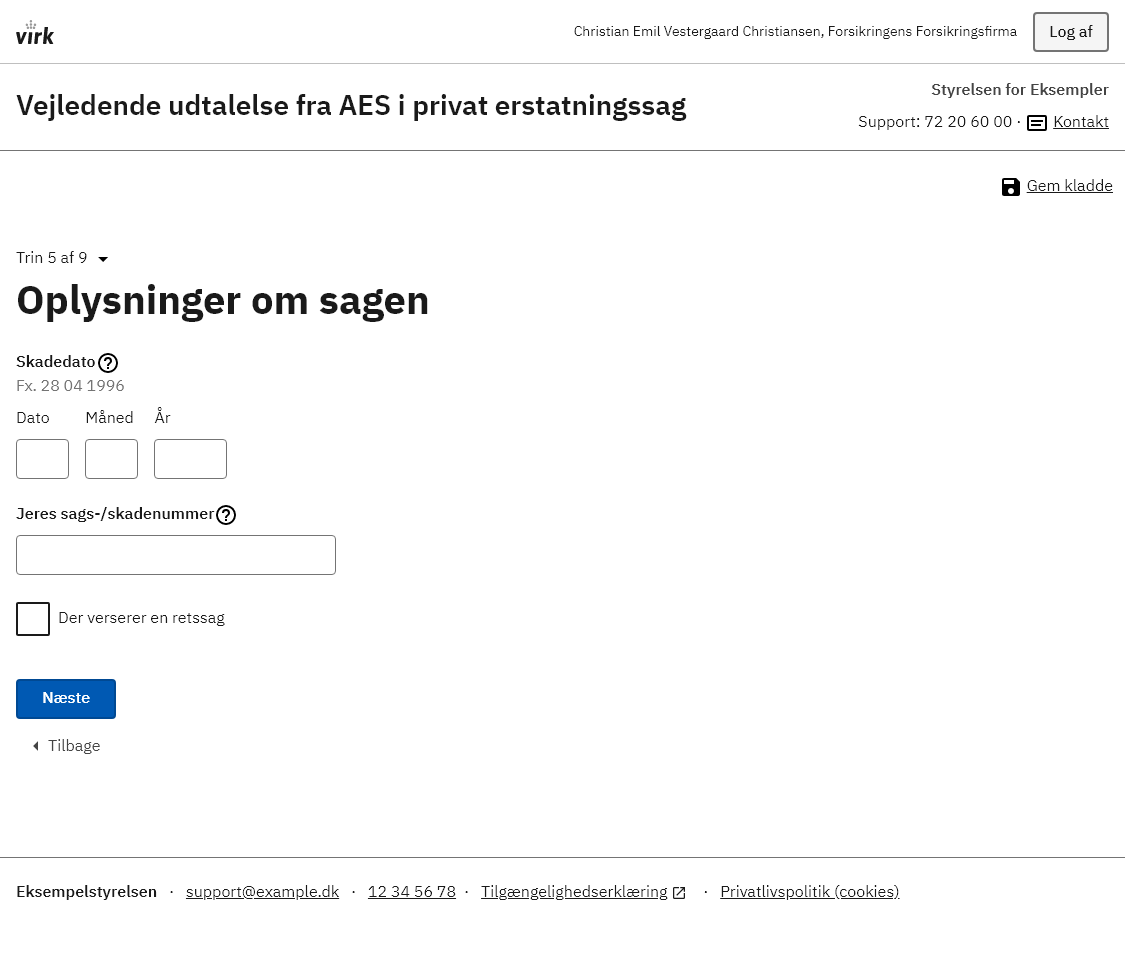 virk
Christian Emil Vestergaard Christiansen, Forsikringens Forsikringsfirma
Log af
Vejledende udtalelse fra AES i privat erstatningssag
Styrelsen for Eksempler
Support: 72 20 60 00 · Kontakt
Gem kladde
Trin 5 af 9
Oplysninger om sagen
Skadedato
Fx. 28 04 1996
Dato Måned År
Jeres sags-/skadenummer
Der verserer en retssag
Næste
Tilbage
Eksempelstyrelsen · support@example.dk · 12 34 56 78 · Tilgængelighedserklæring · Privatlivspolitik (cookies)